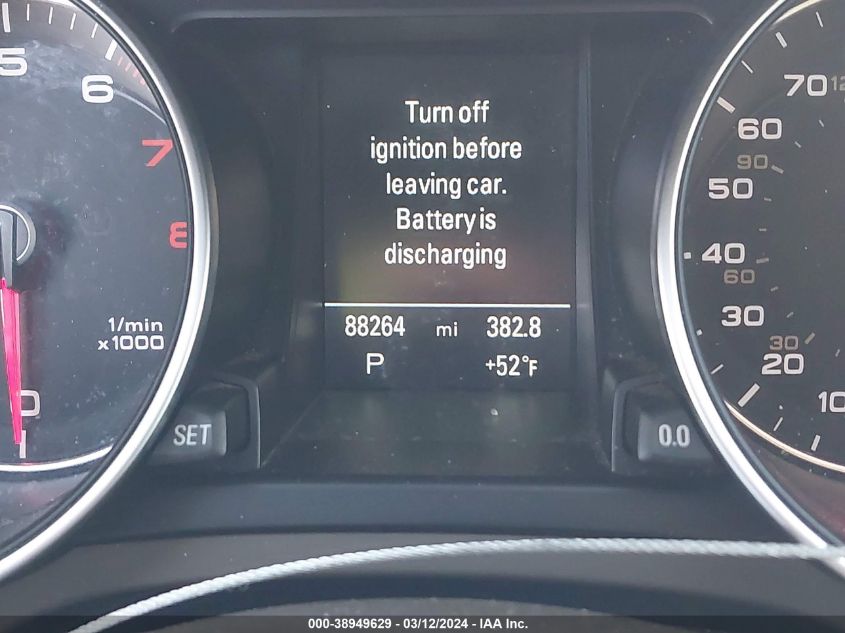 5
6
7
8
1/min
x1000
0
1
SET
Turn off
ignition before
leaving car.
Battery is
discharging
88264 mi 382.8
P +52°F
0.0
70
60
90
50
40
60
30
30
20
10
000-38949629 - 03/12/2024 - IAA Inc.